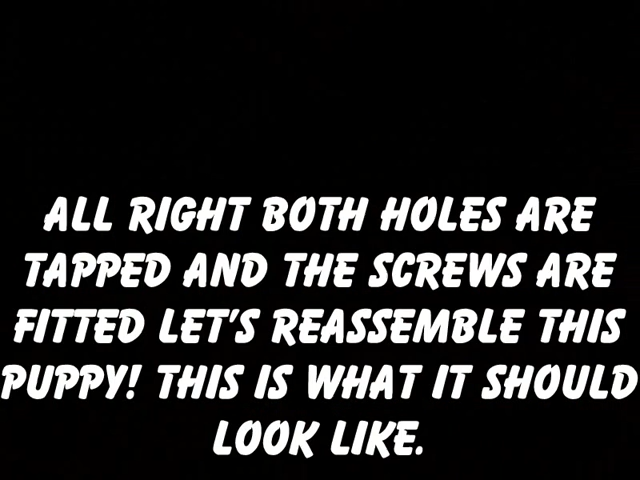 ALL RIGHT BOTH HOLES ARE
TAPPED AND THE SCREWS ARE
FITTED LET'S REASSEMBLE THIS
PUPPY! THIS IS WHAT IT SHOULD
LOOK LIKE.